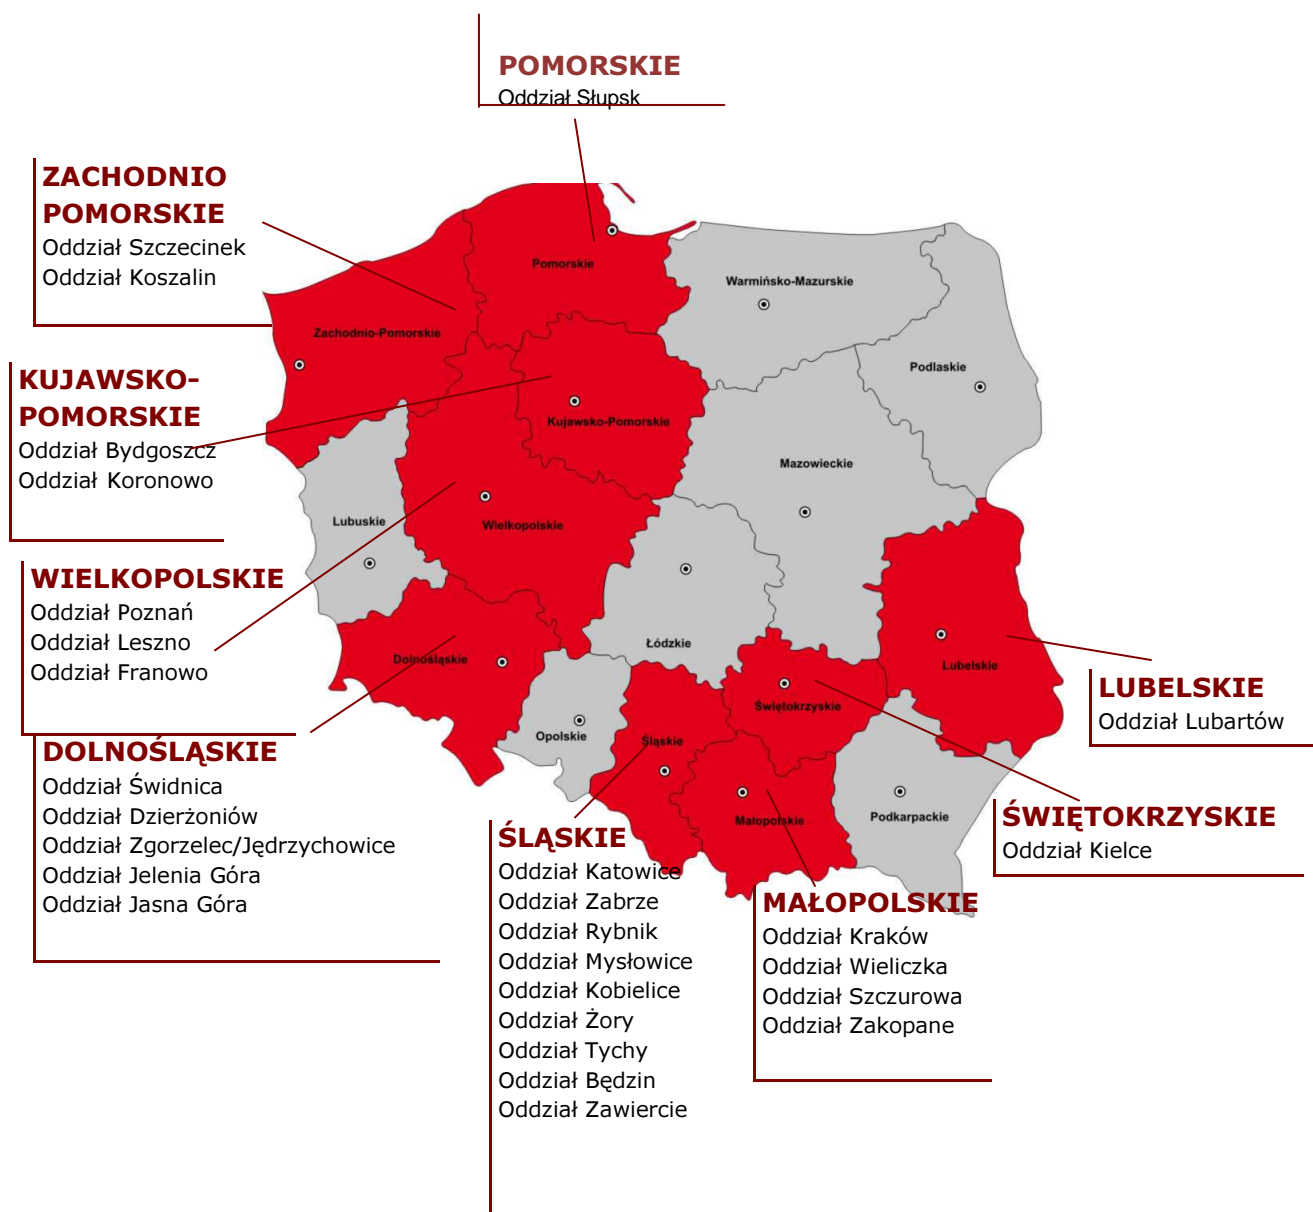 POMORSKIE
Oddział Słupsk
ZACHODNIO
POMORSKIE
Oddział Szczecinek
Oddział Koszalin
KUJAWSKO-
POMORSKIE
Oddział Bydgoszcz
Oddział Koronowo
WIELKOPOLSKIE
Oddział Poznań
Oddział Leszno
Oddział Franowo
DOLNOŚLĄSKIE
Oddział Świdnica
Oddział Dzierżoniów
Oddział Zgorzelec/Jędrzychowice
Oddział Jelenia Góra
Oddział Jasna Góra
ŚLĄSKIE
Oddział Katowice
Oddział Zabrze
Oddział Rybnik
Oddział Mysłowice
Oddział Kobielice
Oddział Żory
Oddział Tychy
Oddział Będzin
Oddział Zawiercie
MAŁOPOLSKIE
Oddział Kraków
Oddział Wieliczka
Oddział Szczurowa
Oddział Zakopane
ŚWIĘTOKRZYSKIE
Oddział Kielce
LUBELSKIE
Oddział Lubartów
Pomorskie
Warmińsko-Mazurskie
Zachodnio-Pomorskie
Podlaskie
Kujawsko-Pomorskie
Mazowieckie
Lubuskie
Wielkopolskie
Łódzkie
Dolnośląskie
Lubelskie
Opolskie
Śląskie
Świętokrzyskie
Małopolskie
Podkarpackie